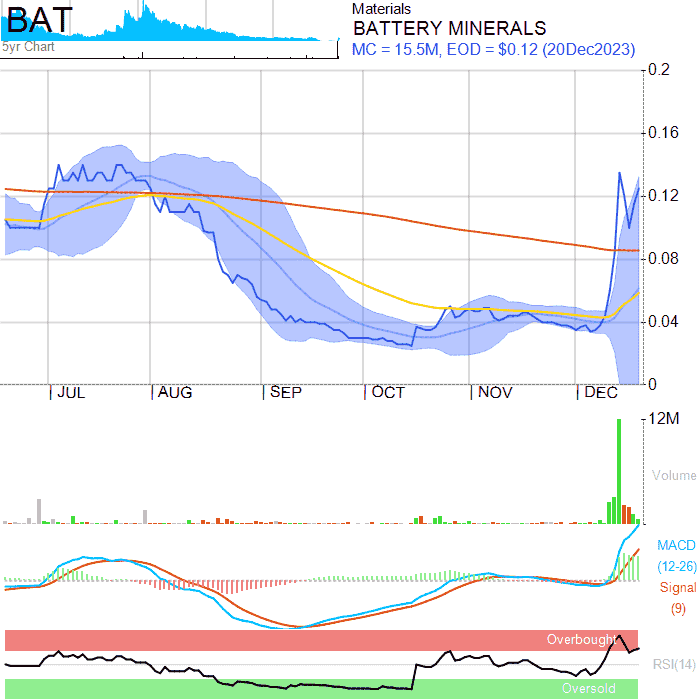 BAT
5yr Chart
Materials
BATTERY MINERALS
MC = 15.5M, EOD = $0.12 (20Dec2023)
0.2
0.16
0.12
0.08
0.04
0
JUL AUG SEP OCT NOV DEC
12M
Volume
MACD
(12-26)
Signal
(9)
Overbought
RSI(14)
Oversold